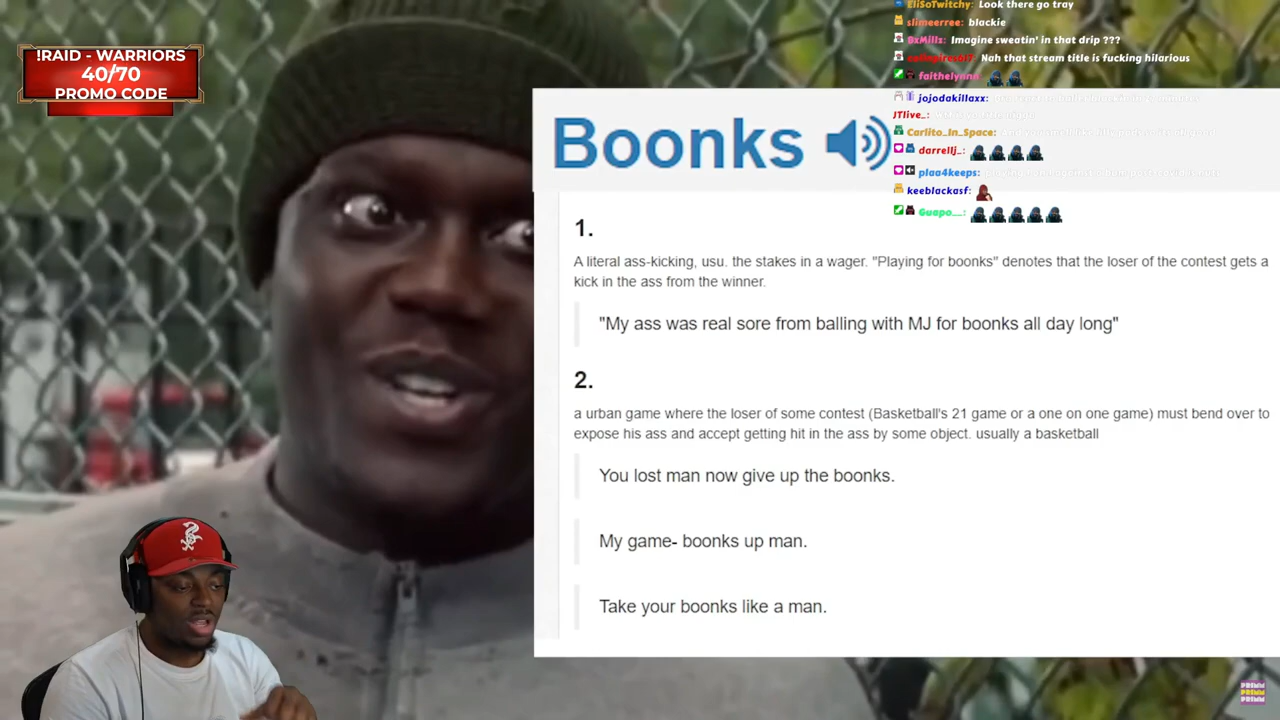 !RAID - WARRIORS
40/70
PROMO CODE
EliSoTwitchy: Look there go tray
slimeerree: blackie
DxMills: Imagine sweatin' in that drip ???
Nah that stream title is fucking hilarious
faithelyann:
jojodakillaxx:
JTlive_:
Carlito_In_Space:
darrellj_:
plaa4keeps:
keeblackasf:
Guapo__:
Boonks
1.
A literal ass-kicking, usu. the stakes in a wager. "Playing for boonks" denotes that the loser of the contest gets a
kick in the ass from the winner.
"My ass was real sore from balling with MJ for boonks all day long"
2.
a urban game where the loser of some contest (Basketball's 21 game or a one on one game) must bend over to
expose his ass and accept getting hit in the ass by some object. usually a basketball
You lost man now give up the boonks.
My game- boonks up man.
Take your boonks like a man.